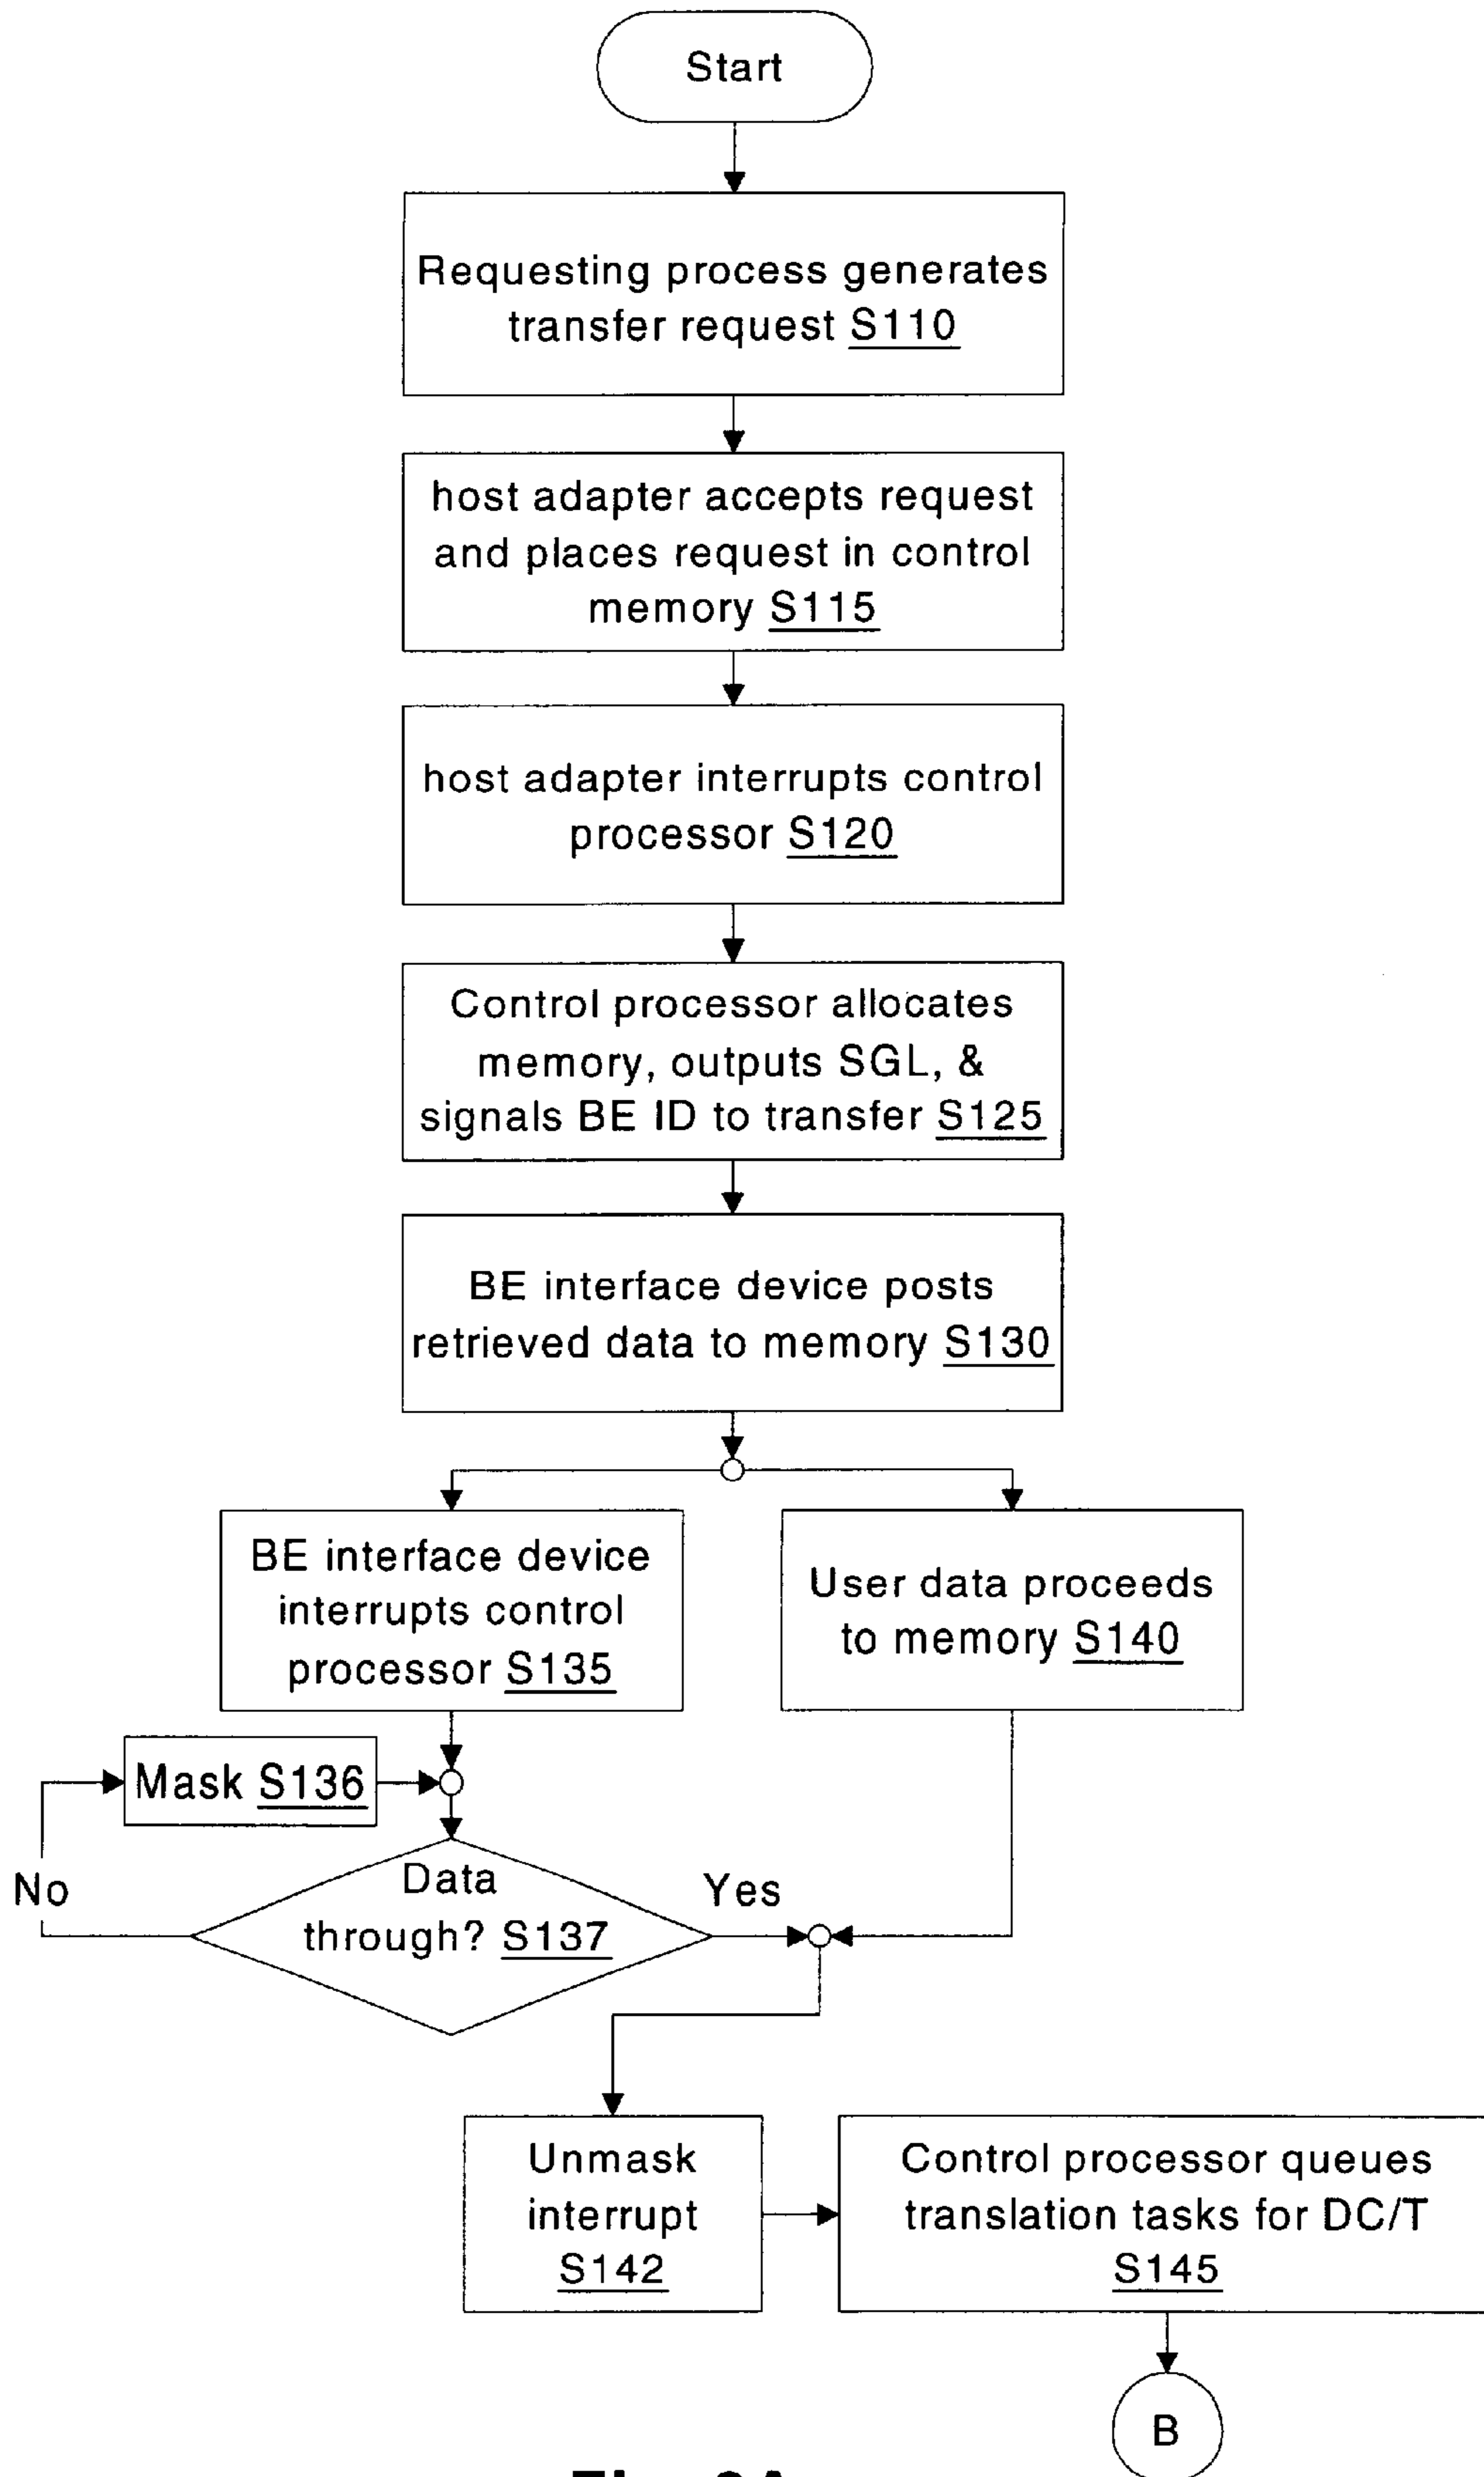 Start
Requesting process generates
transfer request S110
host adapter accepts request
and places request in control
memory S115
host adapter interrupts control
processor S120
Control processor allocates
memory, outputs SGL, &
signals BE ID to transfer S125
BE interface device posts
retrieved data to memory S130
BE interface device
interrupts control
processor S135
User data proceeds
to memory S140
Mask S136
No
Data
through? S137
Yes
Unmask
interrupt
S142
Control processor queues
translation tasks for DC/T
S145
B